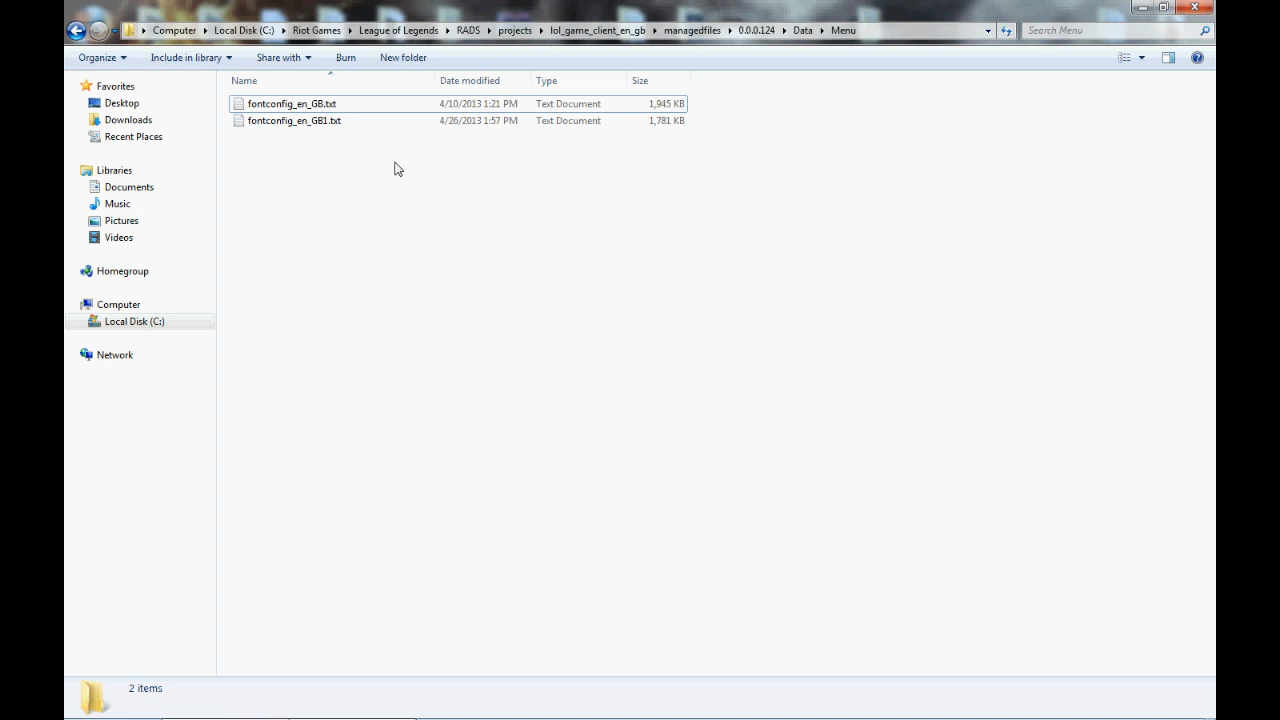 Computer Local Disk (C:) Riot Games League of Legends RADS projects lol_game_client_en_gb managedfiles 0.0.0.124 Data Menu Search Menu
Organize Include in library Share with Burn New folder
Name Date modified Type Size
fontconfig_en_GB.txt 4/10/2013 1:21 PM Text Document 1,945 KB
fontconfig_en_GB1.txt 4/26/2013 1:57 PM Text Document 1,781 KB
Favorites
Desktop
Downloads
Recent Places
Libraries
Documents
Music
Pictures
Videos
Homegroup
Computer
Local Disk (C:)
Network
2 items